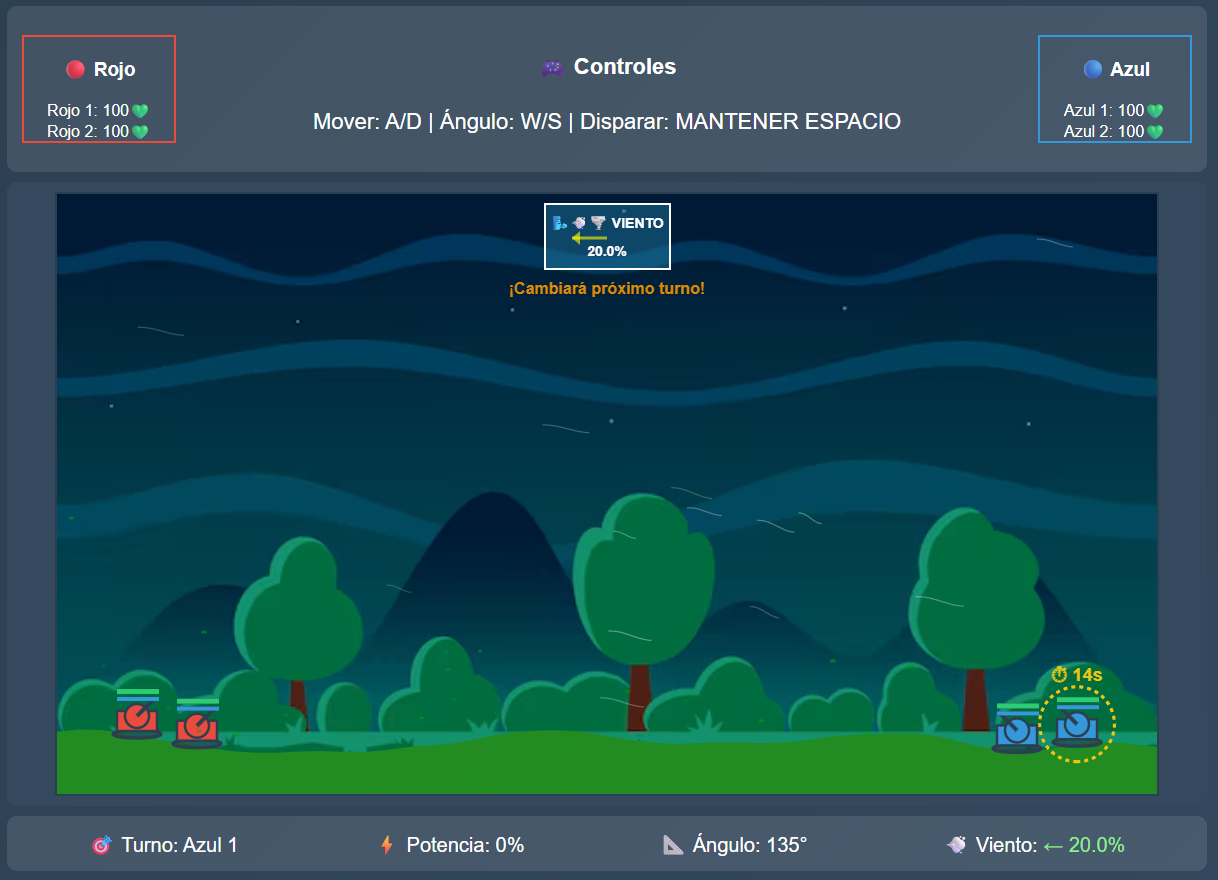 Rojo
Rojo 1: 100
Rojo 2: 100
Controles
Mover: A/D | Ángulo: W/S | Disparar: MANTENER ESPACIO
Azul
Azul 1: 100
Azul 2: 100
VIENTO
20.0%
¡Cambiará próximo turno!
14s
Turno: Azul 1
Potencia: 0%
Ángulo: 135°
Viento: ← 20.0%